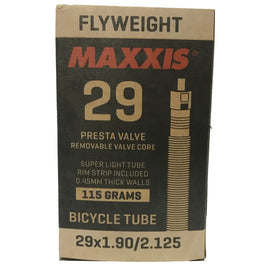 FLYWEIGHT
MAXXIS®
29
PRESTA VALVE
REMOVABLE VALVE CORE
SUPER LIGHT TUBE
RIM STRIP INCLUDED
0.45MM THICK WALLS
115 GRAMS
BICYCLE TUBE
29x1.90/2.125